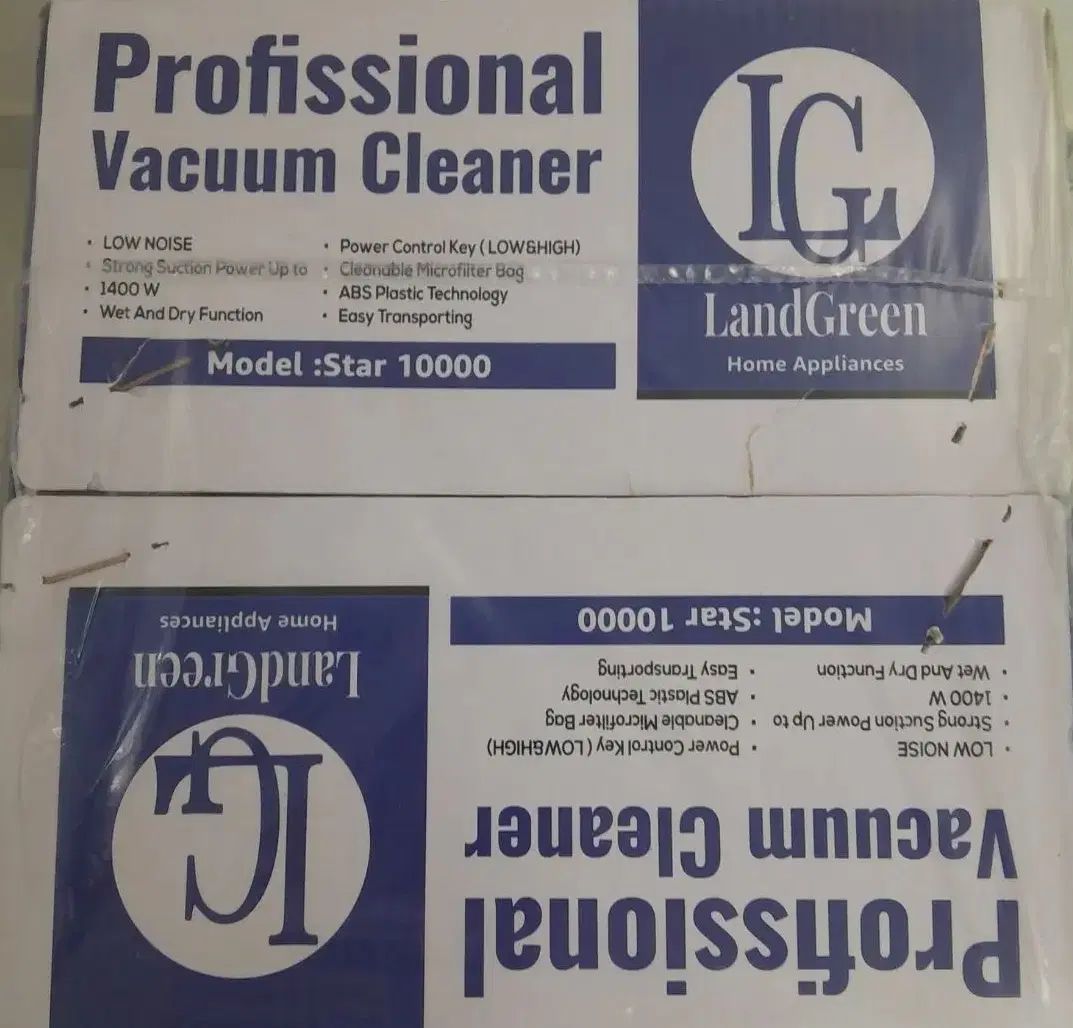 Profissional
Vacuum Cleaner
• LOW NOISE
• Strong Suction Power Up to
• 1400 W
• Wet And Dry Function
• Power Control Key ( LOW&HIGH)
• Cleanable Microfilter Bag
• ABS Plastic Technology
• Easy Transporting
Model :Star 10000
LG
LandGreen
Home Appliances
Profissional
Vacuum Cleaner
• LOW NOISE
• Strong Suction Power Up to
• 1400 W
• Wet And Dry Function
• Power Control Key ( LOW&HIGH)
• Cleanable Microfilter Bag
• ABS Plastic Technology
• Easy Transporting
Model :Star 10000
LG
LandGreen
Home Appliances